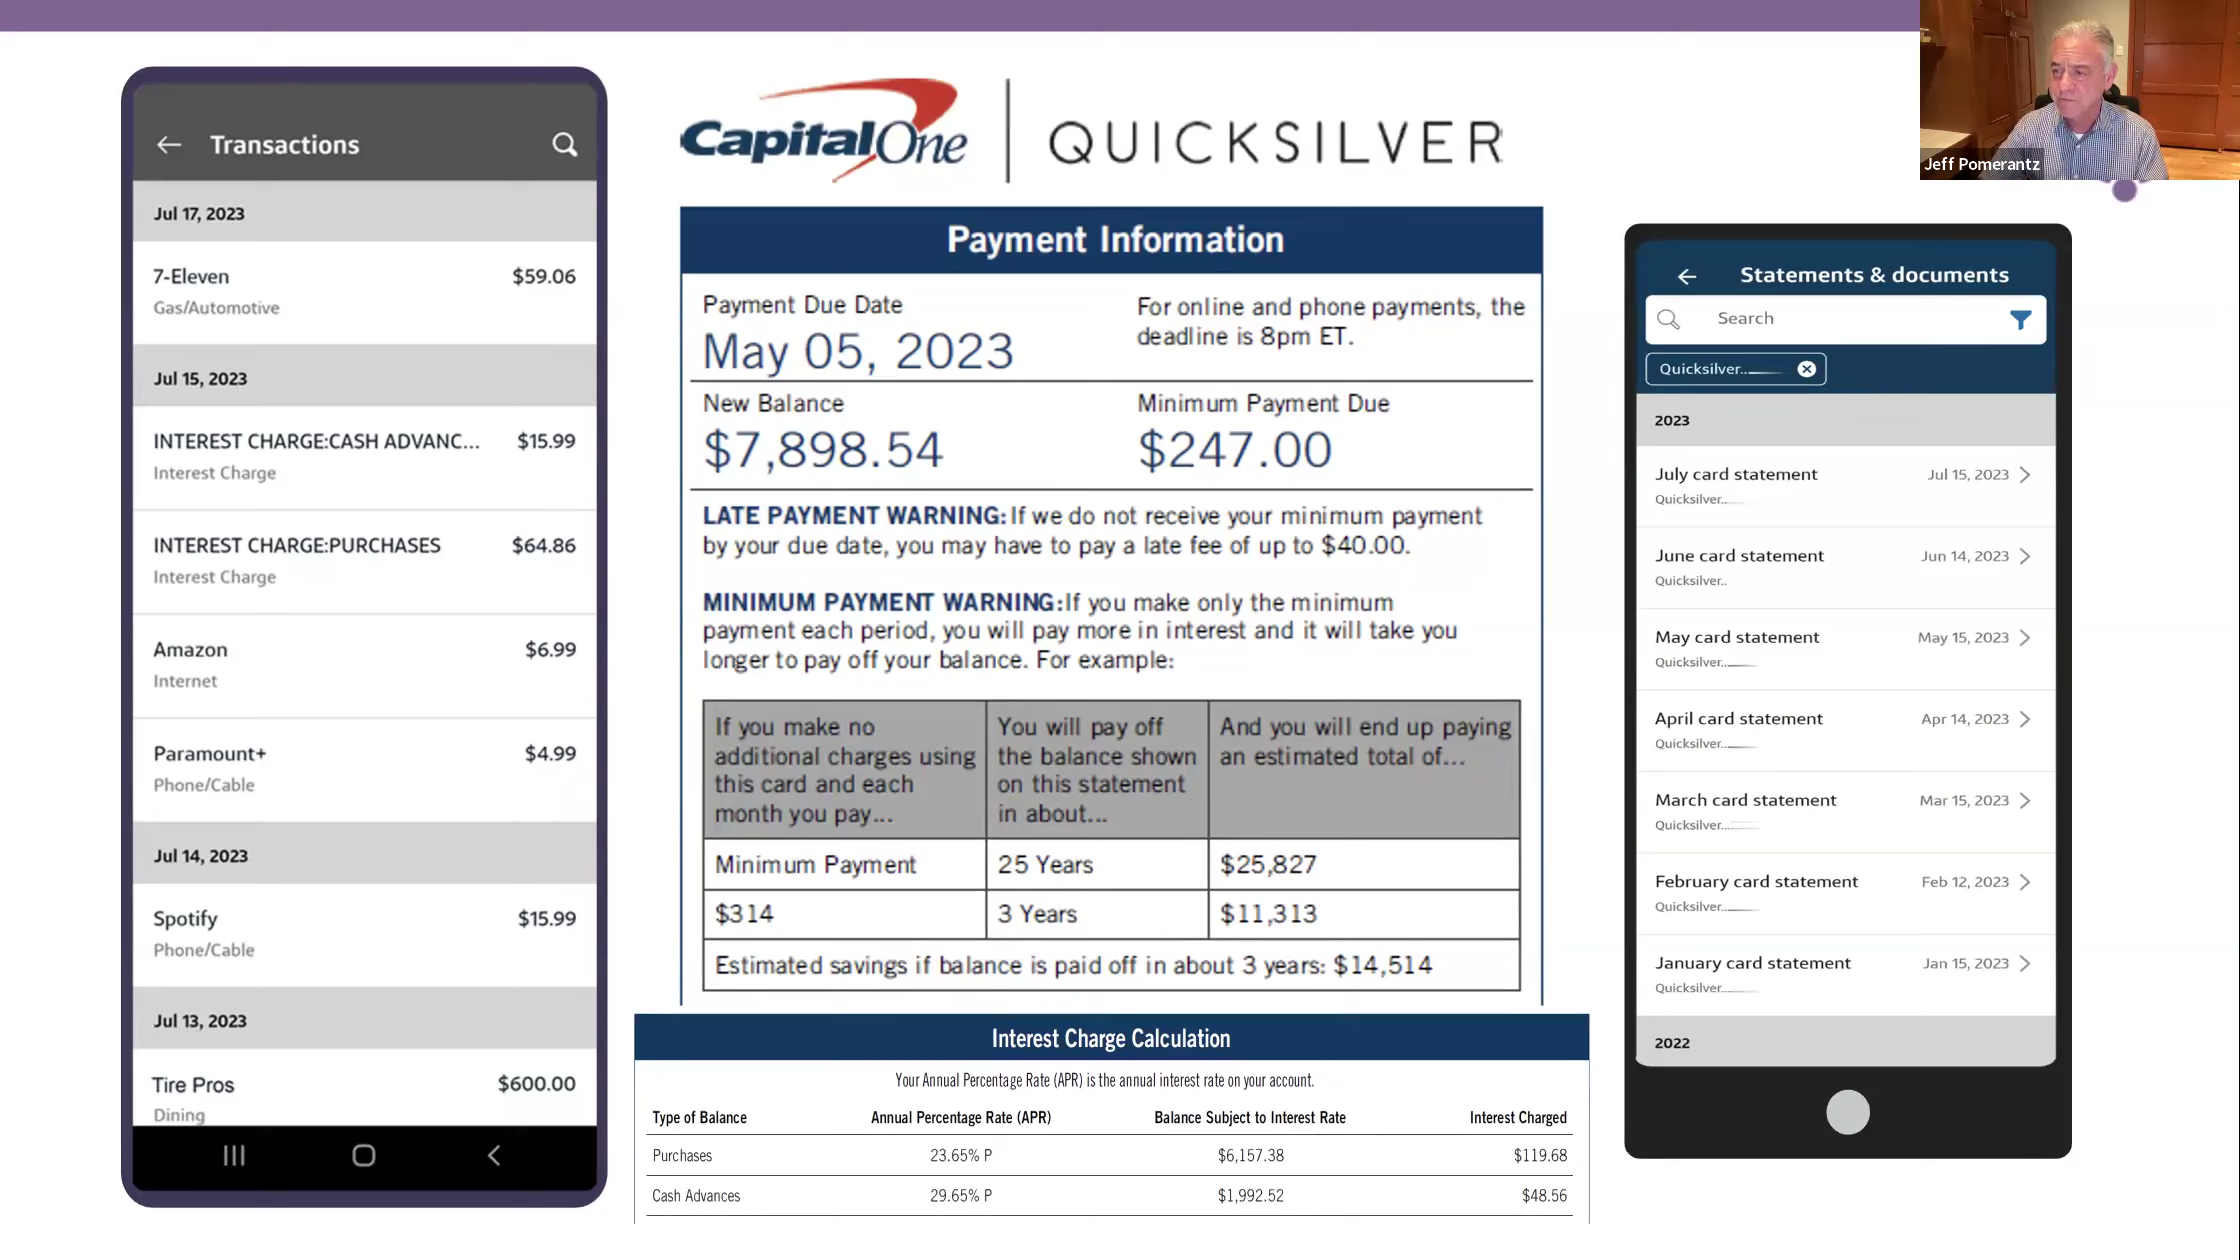 Transactions
Jul 17, 2023
7-Eleven $59.06
Gas/Automotive
Jul 15, 2023
INTEREST CHARGE:CASH ADVANC... $15.99
Interest Charge
INTEREST CHARGE:PURCHASES $64.86
Interest Charge
Amazon $6.99
Internet
Paramount+ $4.99
Phone/Cable
Jul 14, 2023
Spotify $15.99
Phone/Cable
Jul 13, 2023
Tire Pros $600.00
Dining
CapitalOne | QUICKSILVER
Payment Information
Payment Due Date
May 05, 2023
For online and phone payments, the
deadline is 8pm ET.
New Balance
$7,898.54
Minimum Payment Due
$247.00
LATE PAYMENT WARNING: If we do not receive your minimum payment
by your due date, you may have to pay a late fee of up to $40.00.
MINIMUM PAYMENT WARNING: If you make only the minimum
payment each period, you will pay more in interest and it will take you
longer to pay off your balance. For example:
If you make no
additional charges using
this card and each
month you pay...
You will pay off
the balance shown
on this statement
in about...
And you will end up paying
an estimated total of...
Minimum Payment 25 Years $25,827
$314 3 Years $11,313
Estimated savings if balance is paid off in about 3 years: $14,514
Interest Charge Calculation
Your Annual Percentage Rate (APR) is the annual interest rate on your account.
Type of Balance Annual Percentage Rate (APR) Balance Subject to Interest Rate Interest Charged
Purchases 23.65% P $6,157.38 $119.68
Cash Advances 29.65% P $1,992.52 $48.56
Jeff Pomerantz
Statements & documents
Search
Quicksilver..
2023
July card statement Jul 15, 2023
Quicksilver..
June card statement Jun 14, 2023
Quicksilver..
May card statement May 15, 2023
Quicksilver..
April card statement Apr 14, 2023
Quicksilver..
March card statement Mar 15, 2023
Quicksilver..
February card statement Feb 12, 2023
Quicksilver..
January card statement Jan 15, 2023
Quicksilver..
2022